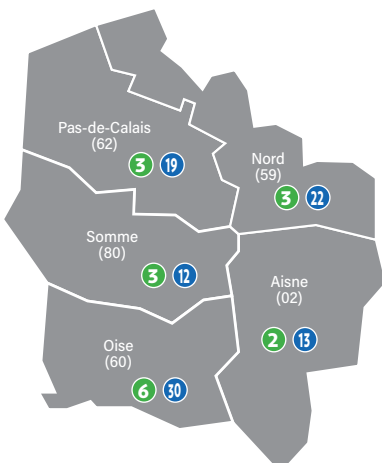 Pas-de-Calais
(62)
3 19
Nord
(59)
3 22
Somme
(80)
3 12
Aisne
(02)
2 13
Oise
(60)
6 30